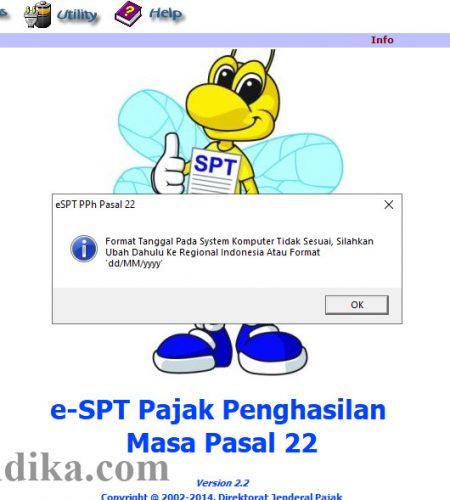 Utility
Help
Info
SPT
eSPT PPh Pasal 22
Format Tanggal Pada System Komputer Tidak Sesuai, Silahkan
Ubah Dahulu Ke Regional Indonesia Atau Format
'dd/MM/yyyy'
OK
e-SPT Pajak Penghasilan
Masa Pasal 22
dika.com
Version 2.2
Copyright @ 2002-2014, Direktorat Jenderal Pajak